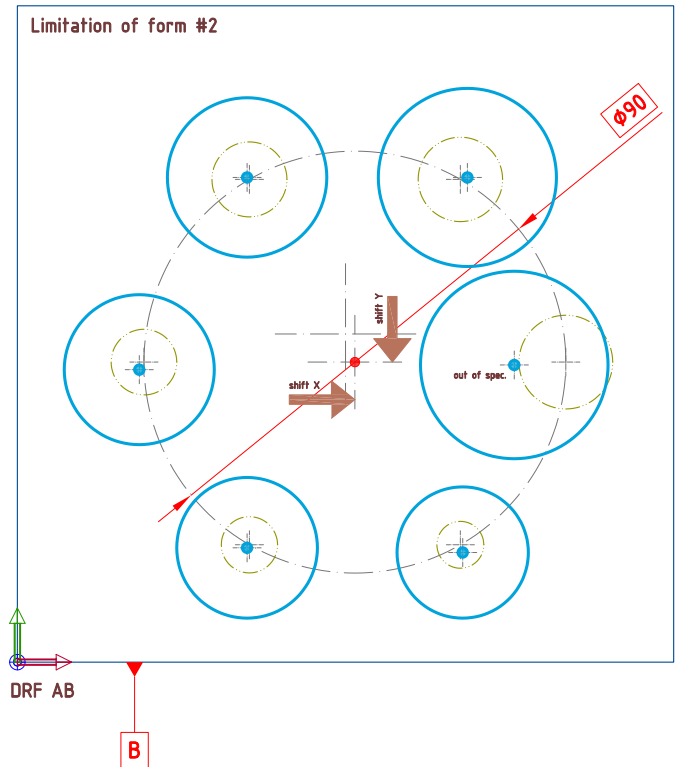 Limitation of form #2
Ø90
shift Y
shift X
out of spec.
DRF AB
B